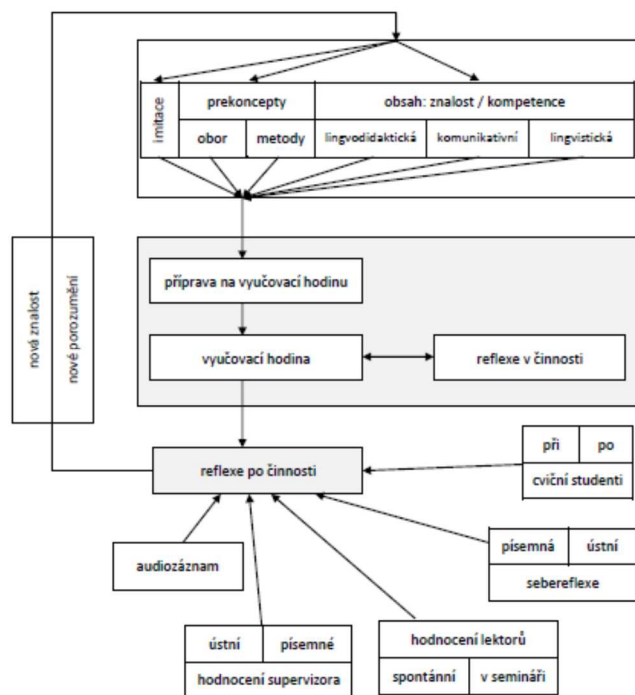 imitace
prekoncepty
obsah: znalost / kompetence
obor
metody
lingvodidaktická
komunikativní
lingvistická
nová znalost
nové porozumění
příprava na vyučovací hodinu
vyučovací hodina
reflexe v činnosti
reflexe po činnosti
při
po
cviční studenti
audiozáznam
písemná
ústní
sebereflexe
ústní
písemné
hodnocení supervizora
hodnocení lektorů
spontánní
v semináři